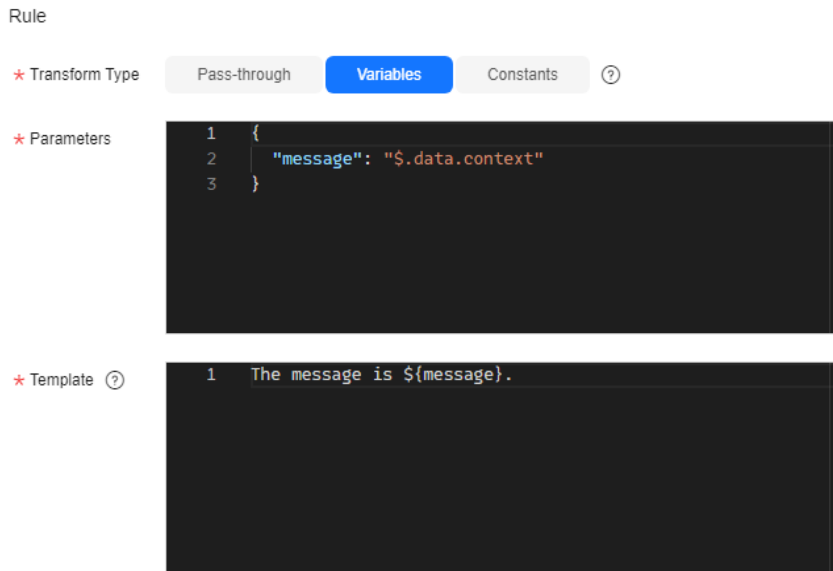 Rule
* Transform Type Pass-through Variables Constants ?
* Parameters
1 {
2 "message": "$.data.context"
3 }
* Template ?
1 The message is ${message}.